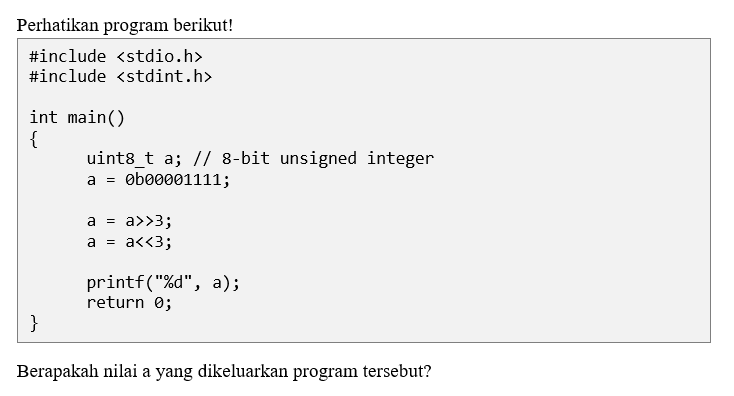 Perhatikan program berikut!
#include <stdio.h>
#include <stdint.h>
int main()
{
uint8_t a; // 8-bit unsigned integer
a = 0b00001111;
a = a>>3;
a = a<<3;
printf("%d", a);
return 0;
}
Berapakah nilai a yang dikeluarkan program tersebut?